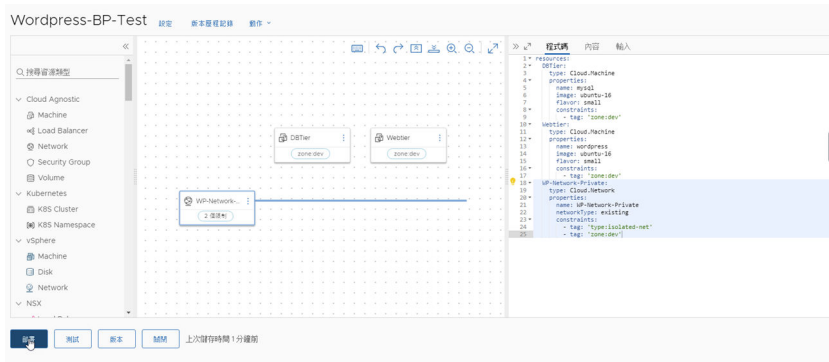 Wordpress-BP-Test 設定 版本歷程記錄 動作
搜尋資源類型
Cloud Agnostic
Machine
Load Balancer
Network
Security Group
Volume
Kubernetes
K8S Cluster
K8S Namespace
vSphere
Machine
Disk
Network
NSX
DBTier
zone:dev
Webtier
zone:dev
WP-Network-...
2 個限制
程式碼 內容 輸入
1 resources:
2 DBTier:
3 type: Cloud.Machine
4 properties:
5 name: mysql
6 image: ubuntu-16
7 flavor: small
8 constraints:
9 - tag: 'zone:dev'
10 Webtier:
11 type: Cloud.Machine
12 properties:
13 name: wordpress
14 image: ubuntu-16
15 flavor: small
16 constraints:
17 - tag: 'zone:dev'
18 WP-Network-Private:
19 type: Cloud.Network
20 properties:
21 name: WP-Network-Private
22 networkType: existing
23 constraints:
24 - tag: 'type:isolated-net'
25 - tag: 'zone:dev'
測試 版本 關閉 上次儲存時間 1 分鐘前